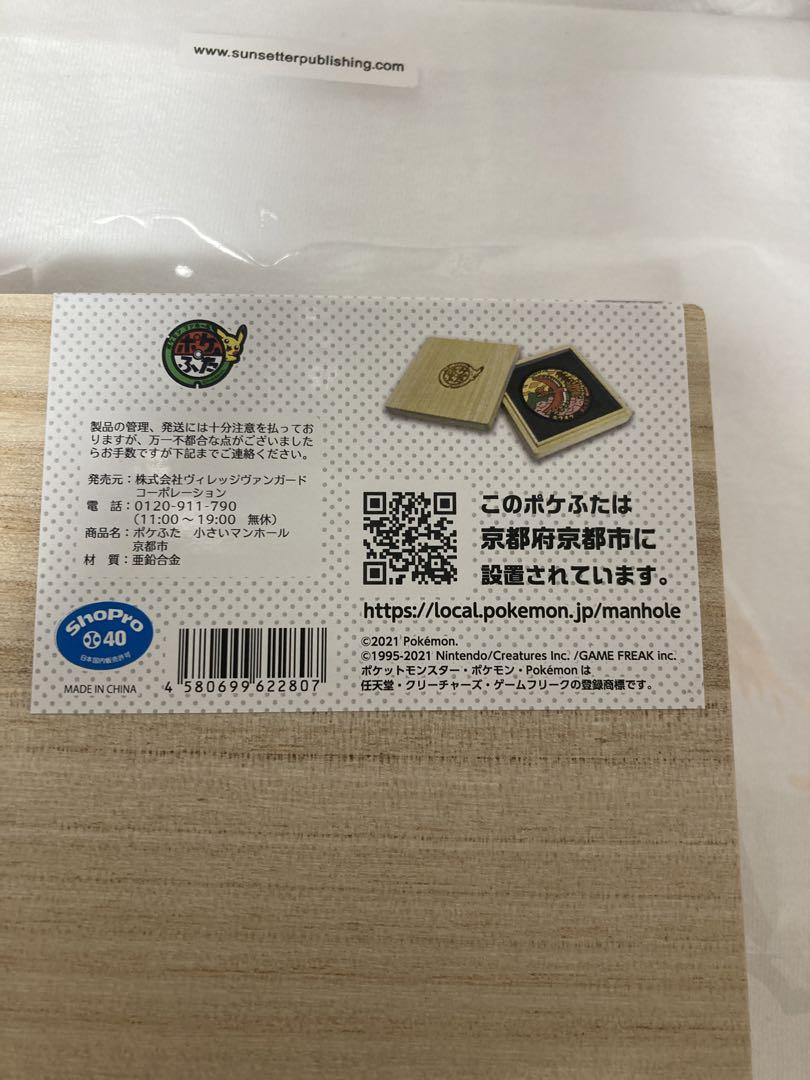 www.sunsetterpublishing.com
ポケ
ふた
製品の管理、発送には十分注意を払ってお
りますが、万一不都合な点がございました
らお手数ですが下記までご連絡ください。
発売元：株式会社ヴィレッジヴァンガード
コーポレーション
電　話：0120-911-790
（11:00～19:00　無休）
商品名：ポケふた　小さいマンホール
京都市
材　質：亜鉛合金
このポケふたは
京都府京都市に
設置されています。
https://local.pokemon.jp/manhole
ShoPro
40
日本国内販売許可
MADE IN CHINA
4 580699 622807
©2021 Pokémon.
©1995-2021 Nintendo/Creatures Inc. /GAME FREAK inc.
ポケットモンスター・ポケモン・Pokémon は
任天堂・クリーチャーズ・ゲームフリークの登録商標です。